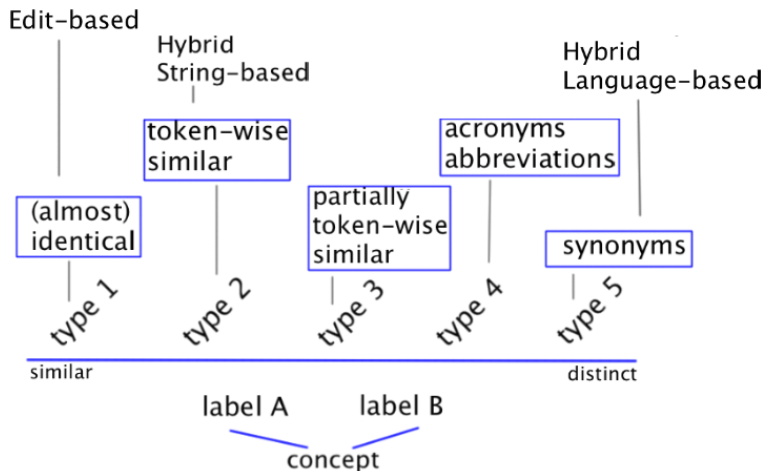 Edit-based
Hybrid
String-based
Hybrid
Language-based
token-wise
similar
acronyms
abbreviations
(almost)
identical
partially
token-wise
similar
synonyms
type 1
type 2
type 3
type 4
type 5
similar
distinct
label A
label B
concept